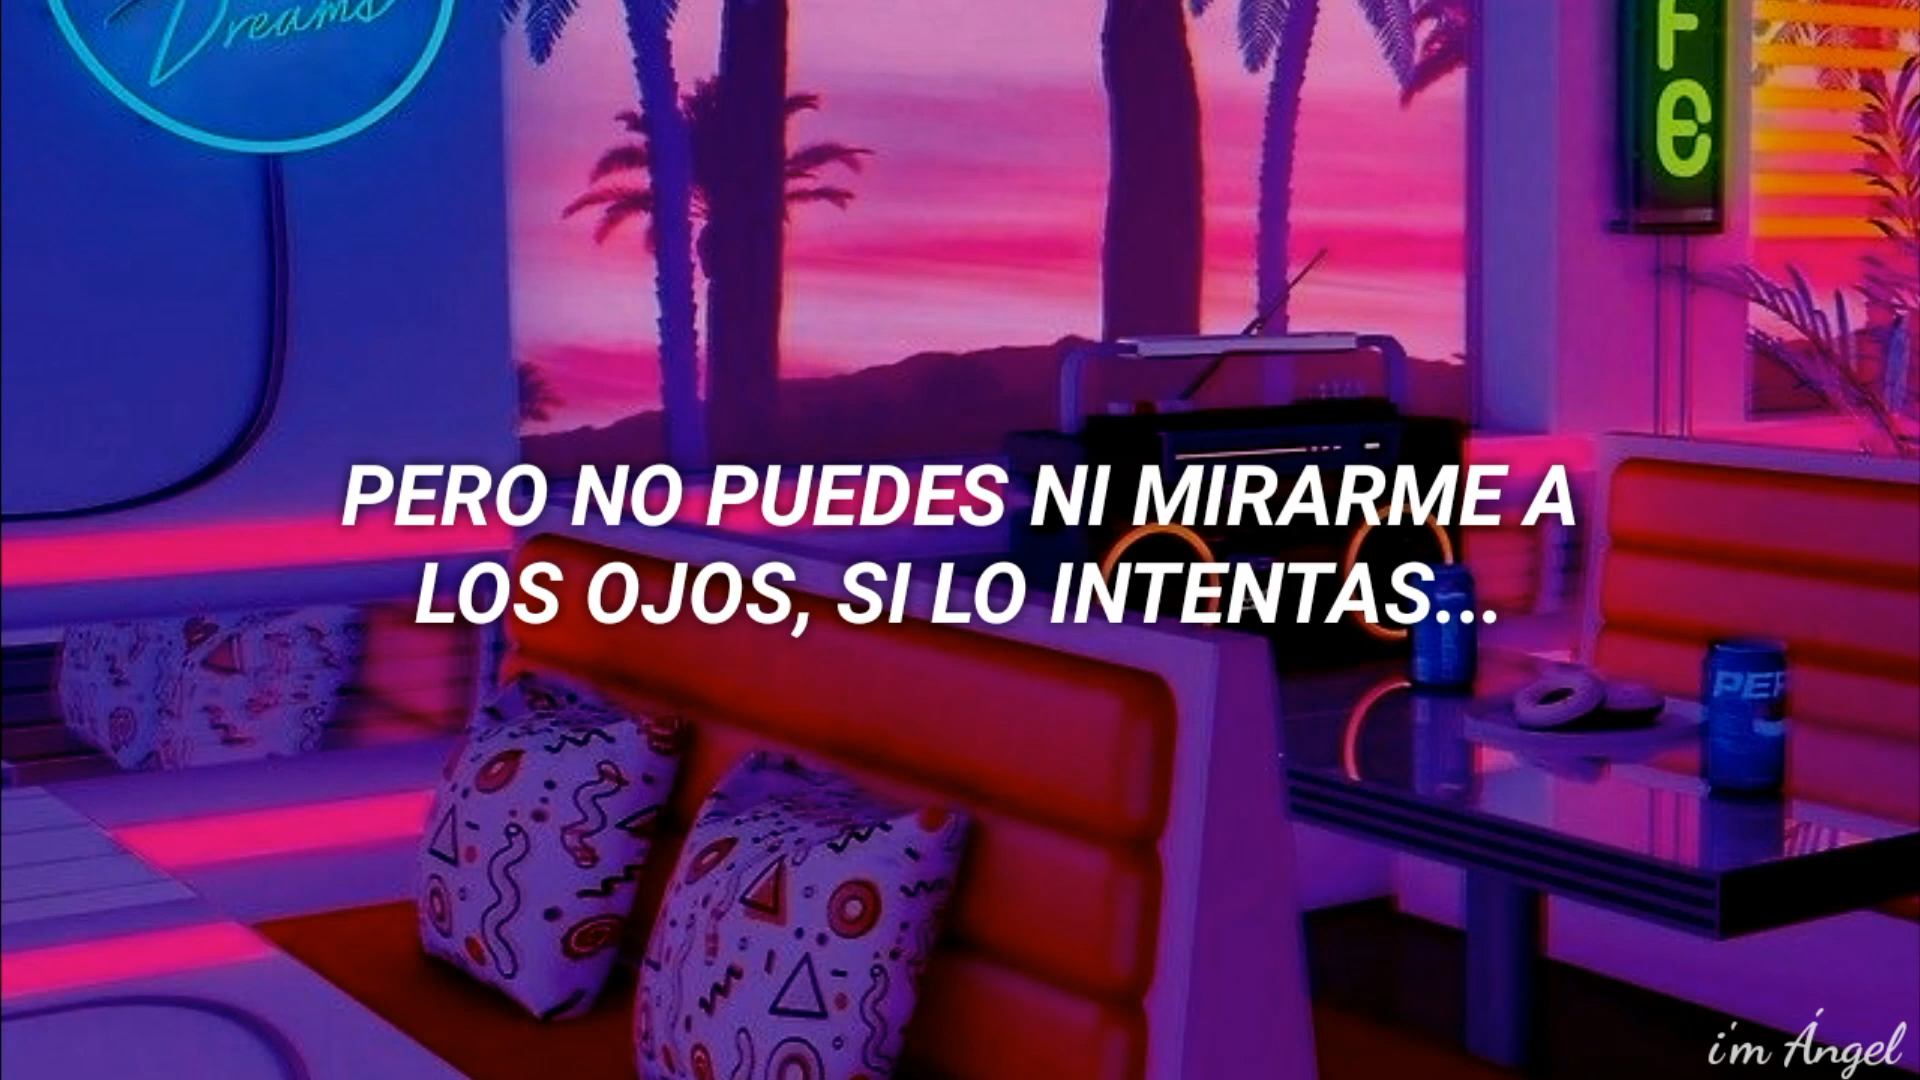 Dreams
FE
PERO NO PUEDES NI MIRARME A
LOS OJOS, SI LO INTENTAS...
PEP
i'm Ángel